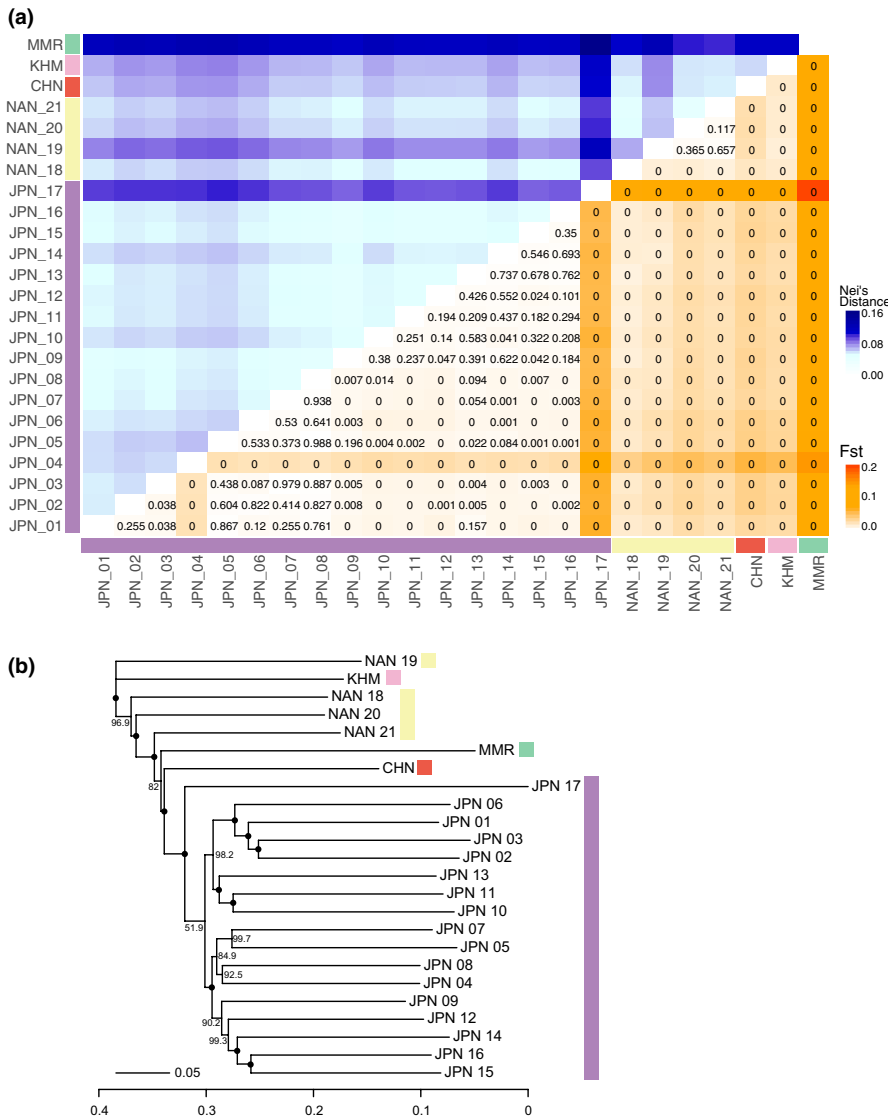 (a)
MMR
KHM 0
CHN 0 0
NAN_21 0 0 0
NAN_20 0.117 0 0 0
NAN_19 0.365 0.657 0 0 0
NAN_18 0 0 0 0 0 0
JPN_17 0 0 0 0 0 0 0
JPN_16 0 0 0 0 0 0 0 0
JPN_15 0.35 0 0 0 0 0 0 0 0
JPN_14 0.546 0.693 0 0 0 0 0 0 0 0
JPN_13 0.737 0.678 0.762 0 0 0 0 0 0 0 0
JPN_12 0.426 0.552 0.024 0.101 0 0 0 0 0 0 0 0
JPN_11 0.194 0.209 0.437 0.182 0.294 0 0 0 0 0 0 0 0
JPN_10 0.251 0.14 0.583 0.041 0.322 0.208 0 0 0 0 0 0 0 0
JPN_09 0.38 0.237 0.047 0.391 0.622 0.042 0.184 0 0 0 0 0 0 0 0
JPN_08 0.007 0.014 0 0 0.094 0 0.007 0 0 0 0 0 0 0 0 0
JPN_07 0.938 0 0 0 0 0.054 0.001 0 0.003 0 0 0 0 0 0 0 0
JPN_06 0.53 0.641 0.003 0 0 0 0 0.001 0 0 0 0 0 0 0 0 0 0
JPN_05 0.533 0.373 0.988 0.196 0.004 0.002 0 0.022 0.084 0.001 0.001 0 0 0 0 0 0 0 0
JPN_04 0 0 0 0 0 0 0 0 0 0 0 0 0 0 0 0 0 0 0 0
JPN_03 0 0.438 0.087 0.979 0.887 0.005 0 0 0 0.004 0 0.003 0 0 0 0 0 0 0 0 0
JPN_02 0.038 0 0.604 0.822 0.414 0.827 0.008 0 0 0.001 0.005 0 0 0.002 0 0 0 0 0 0 0 0
JPN_01 0.255 0.038 0 0.867 0.12 0.255 0.761 0 0 0 0 0.157 0 0 0 0 0 0 0 0 0 0 0
JPN_01 JPN_02 JPN_03 JPN_04 JPN_05 JPN_06 JPN_07 JPN_08 JPN_09 JPN_10 JPN_11 JPN_12 JPN_13 JPN_14 JPN_15 JPN_16 JPN_17 NAN_18 NAN_19 NAN_20 NAN_21 CHN KHM MMR
Nei's
Distance
0.16
0.08
0.00
Fst
0.2
0.1
0.0
(b)
NAN 19
KHM
NAN 18
96.9
NAN 20
NAN 21
MMR
CHN
82
JPN 17
JPN 06
JPN 01
JPN 03
98.2
JPN 02
JPN 13
JPN 11
JPN 10
51.9
JPN 07
99.7
JPN 05
84.9
JPN 08
92.5
JPN 04
JPN 09
90.2
JPN 12
99.3
JPN 14
JPN 16
JPN 15
0.05
0.4 0.3 0.2 0.1 0